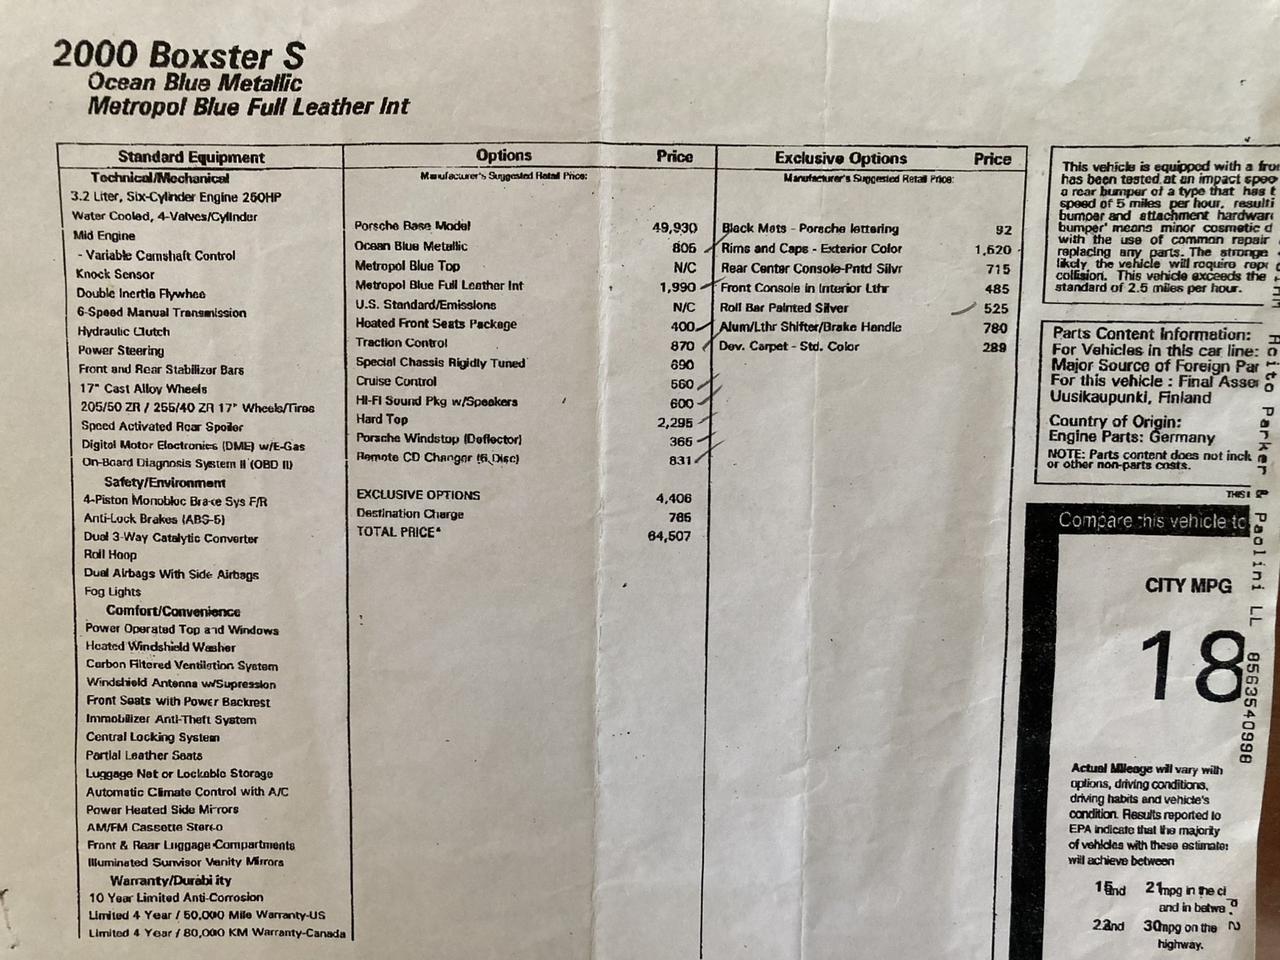 2000 Boxster S
Ocean Blue Metallic
Metropol Blue Full Leather Int
Standard Equipment
Technical/Mechanical
3.2 Liter, Six-Cylinder Engine 250HP
Water Cooled, 4-Valves/Cylinder
Mid Engine
- Variable Camshaft Control
Knock Sensor
Double Inertia Flywhee
6-Speed Manual Transmission
Hydraulic Clutch
Power Steering
Front and Rear Stabilizer Bars
17" Cast Alloy Wheels
205/50 ZR / 255/40 ZR 17" Wheels/Tires
Speed Activated Rear Spoiler
Digital Motor Electronics (DME) w/E-Gas
On-Board Diagnosis System II (OBD II)
Safety/Environment
4-Piston Monobloc Brake Sys F/R
Anti-Lock Brakes (ABS-5)
Dual 3-Way Catalytic Converter
Roll Hoop
Dual Airbags With Side Airbags
Fog Lights
Comfort/Convenience
Power Operated Top and Windows
Heated Windshield Washer
Carbon Filtered Ventilation System
Windshield Antenna w/Supression
Front Seats with Power Backrest
Immobilizer Anti-Theft System
Central Locking System
Partial Leather Seats
Luggage Net or Lockable Storage
Automatic Climate Control with A/C
Power Heated Side Mirrors
AM/FM Cassette Stereo
Front & Rear Luggage Compartments
Illuminated Sunvisor Vanity Mirrors
Warranty/Durability
10 Year Limited Anti-Corrosion
Limited 4 Year / 50,000 Mile Warranty-US
Limited 4 Year / 80,000 KM Warranty-Canada
Options Price
Manufacturer's Suggested Retail Price:
Porsche Base Model 49,930
Ocean Blue Metallic 805
Metropol Blue Top N/C
Metropol Blue Full Leather Int 1,990
U.S. Standard/Emissions N/C
Heated Front Seats Package 400
Traction Control 870
Special Chassis Rigidly Tuned 690
Cruise Control 560
Hi-Fi Sound Pkg w/Speakers 600
Hard Top 2,295
Porsche Windstop (Deflector) 365
Remote CD Changer (6 Disc) 831
EXCLUSIVE OPTIONS 4,406
Destination Charge 765
TOTAL PRICE* 64,507
Exclusive Options Price
Manufacturer's Suggested Retail Price:
Black Mats - Porsche lettering 92
Rims and Caps - Exterior Color 1,520
Rear Center Console-Pntd Silvr 715
Front Console in Interior Lthr 485
Roll Bar Painted Silver 525
Alum/Lthr Shifter/Brake Handle 780
Dev. Carpet - Std. Color 289
This vehicle is equipped with a fro
has been tested at an impact spee
a rear bumper of a type that has t
speed of 5 miles per hour, resulti
bumper and attachment hardwar
bumper' means minor cosmetic d
with the use of common repair
replacing any parts. The stronge
likely the vehicle will require rep
collision. This vehicle exceeds the
standard of 2.5 miles per hour.
Parts Content Information:
For Vehicles in this car line:
Major Source of Foreign Par
For this vehicle : Final Asse
Uusikaupunki, Finland
Country of Origin:
Engine Parts: Germany
NOTE: Parts content does not inclu
or other non-parts costs.
THIS
Compare this vehicle to
CITY MPG
18
Actual Mileage will vary with
options, driving conditions,
driving habits and vehicle's
condition. Results reported to
EPA indicate that the majority
of vehicles with these estimate
will achieve between
15 and 21 mpg in the ci
and in betwe
22 and 30 mpg on the
highway.
Parker & Paolini LL 8563540998 P.2